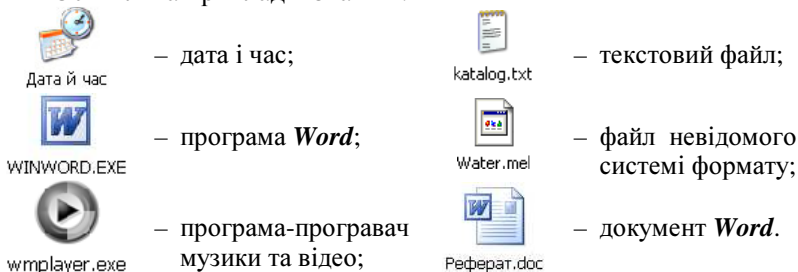 Дата й час
– дата і час;
katalog.txt
– текстовий файл;
WINWORD.EXE
– програма Word;
Water.mel
– файл невідомого
системі формату;
wmplayer.exe
– програма-програвач
музики та відео;
Реферат.doc
– документ Word.